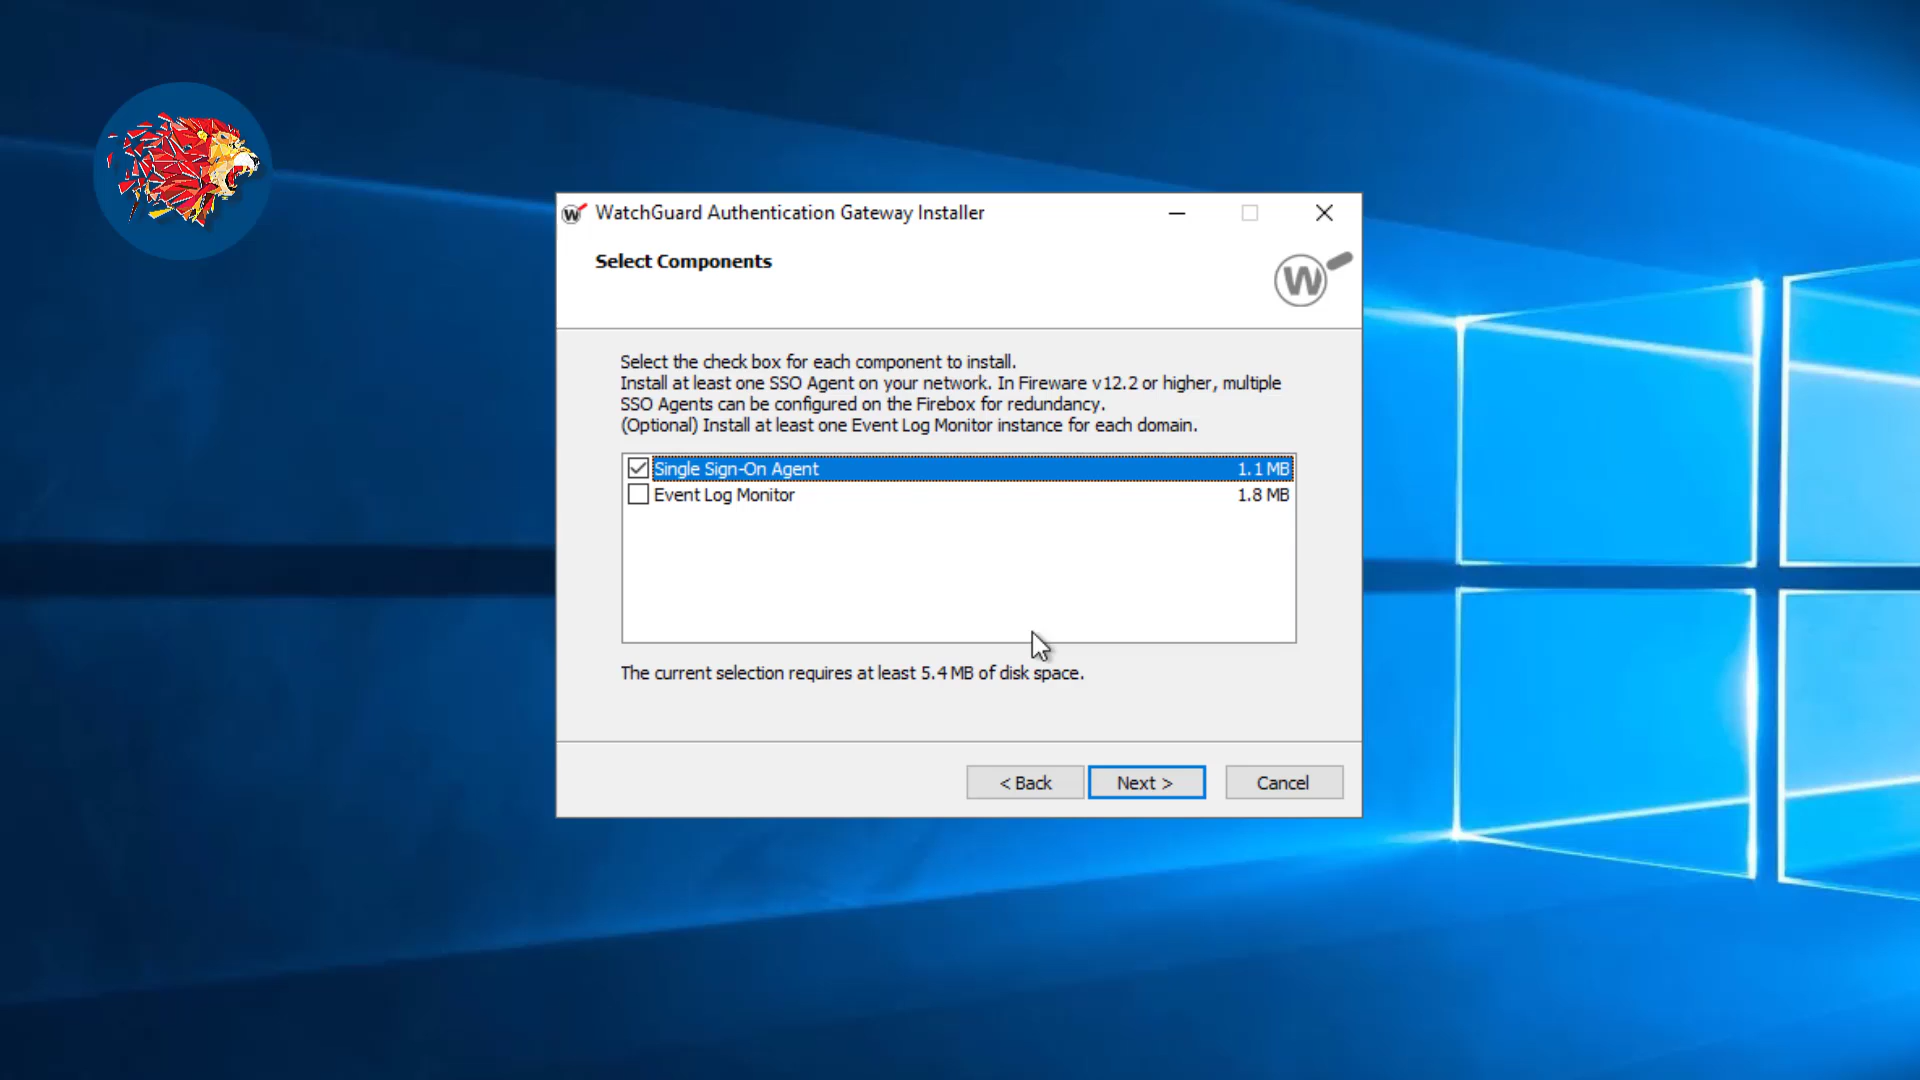 WatchGuard Authentication Gateway Installer
Select Components
W
Select the check box for each component to install.
Install at least one SSO Agent on your network. In Fireware v12.2 or higher, multiple
SSO Agents can be configured on the Firebox for redundancy.
(Optional) Install at least one Event Log Monitor instance for each domain.
Single Sign-On Agent 1.1 MB
Event Log Monitor 1.8 MB
The current selection requires at least 5.4 MB of disk space.
< Back Next > Cancel